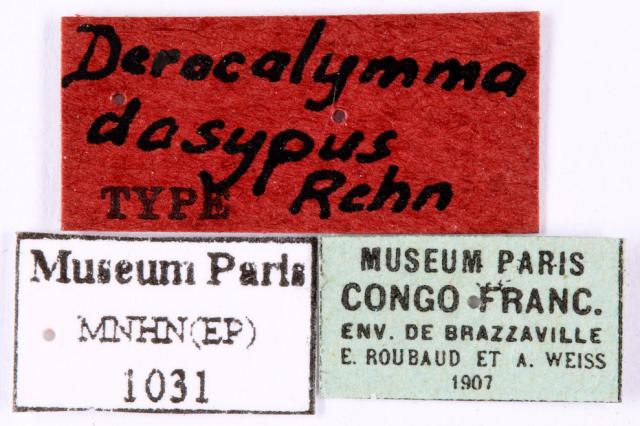 Derocalymma
dasypus
TYPE Rchn
Museum Paris
MNHN(EP)
1031
MUSEUM PARIS
CONGO FRANC.
ENV. DE BRAZZAVILLE
E. ROUBAUD ET A. WEISS
1907